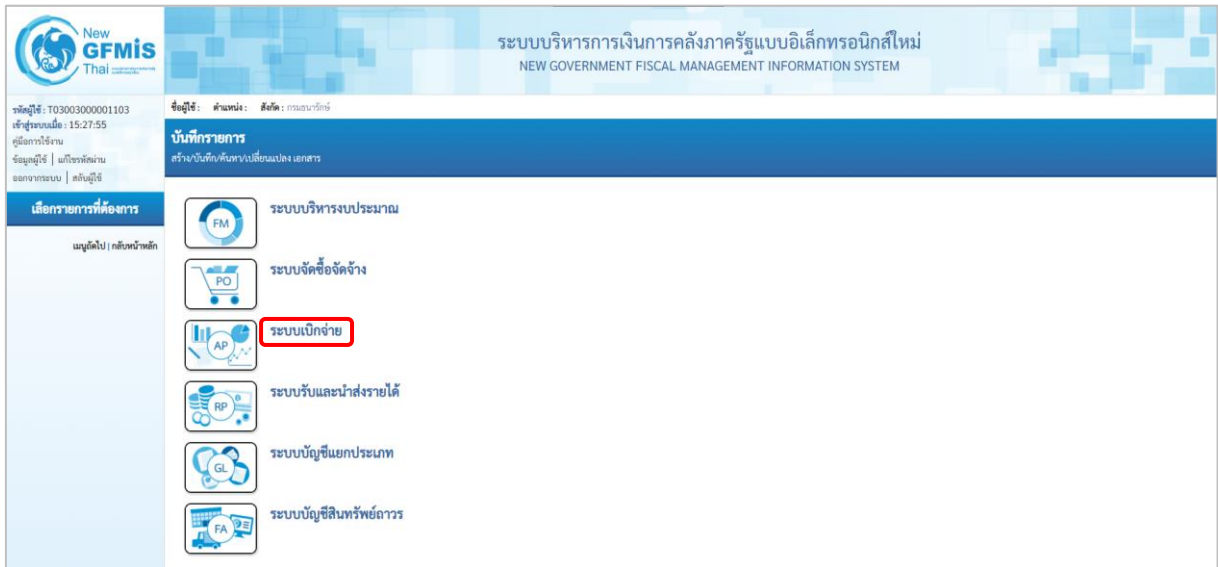 New
GFMiS
Thai
ระบบบริหารการเงินการคลังภาครัฐแบบอิเล็กทรอนิกส์ใหม่
NEW GOVERNMENT FISCAL MANAGEMENT INFORMATION SYSTEM
รหัสผู้ใช้ : T03003000001103
เข้าสู่ระบบเมื่อ : 15:27:55
คู่มือการใช้งาน
ข้อมูลผู้ใช้ | แก้ไขรหัสผ่าน
ออกจากระบบ | สลับผู้ใช้
ชื่อผู้ใช้ : ตำแหน่ง : สังกัด : กรมธนารักษ์
บันทึกรายการ
สร้าง/บันทึก/ค้นหา/เปลี่ยนแปลง เอกสาร
เลือกรายการที่ต้องการ
เมนูถัดไป | กลับหน้าหลัก
FM
ระบบบริหารงบประมาณ
PO
ระบบจัดซื้อจัดจ้าง
AP
ระบบเบิกจ่าย
RP
ระบบรับและนำส่งรายได้
GL
ระบบบัญชีแยกประเภท
FA
ระบบบัญชีสินทรัพย์ถาวร